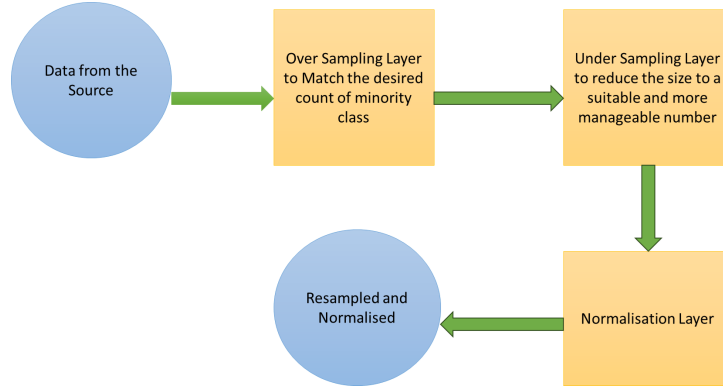 Data from the
Source
Over Sampling Layer
to Match the desired
count of minority
class
Under Sampling Layer
to reduce the size to a
suitable and more
manageable number
Resampled and
Normalised
Normalisation Layer